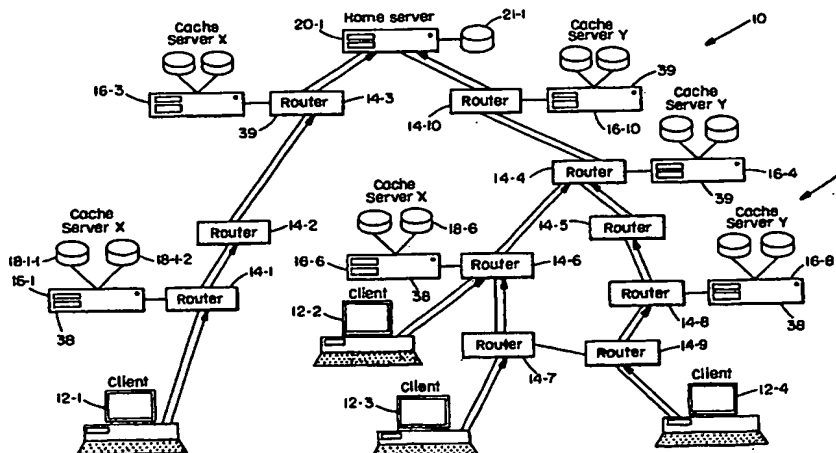 Home server
20-1
21-1
10
Cache
Server X
Cache
Server Y
16-3
Router
14-3
39
Router
14-10
39
16-10
Cache
Server Y
14-4
Router
39
16-4
Cache
Server X
Router
14-2
Cache
Server X
18-6
14-5
Router
Cache
Server Y
18-1-1
18-1-2
16-1
38
Router
14-1
16-6
38
Router
14-6
16-8
38
Router
14-8
12-2
Client
Router
14-7
Router
14-9
Client
12-1
Client
12-3
Client
12-4